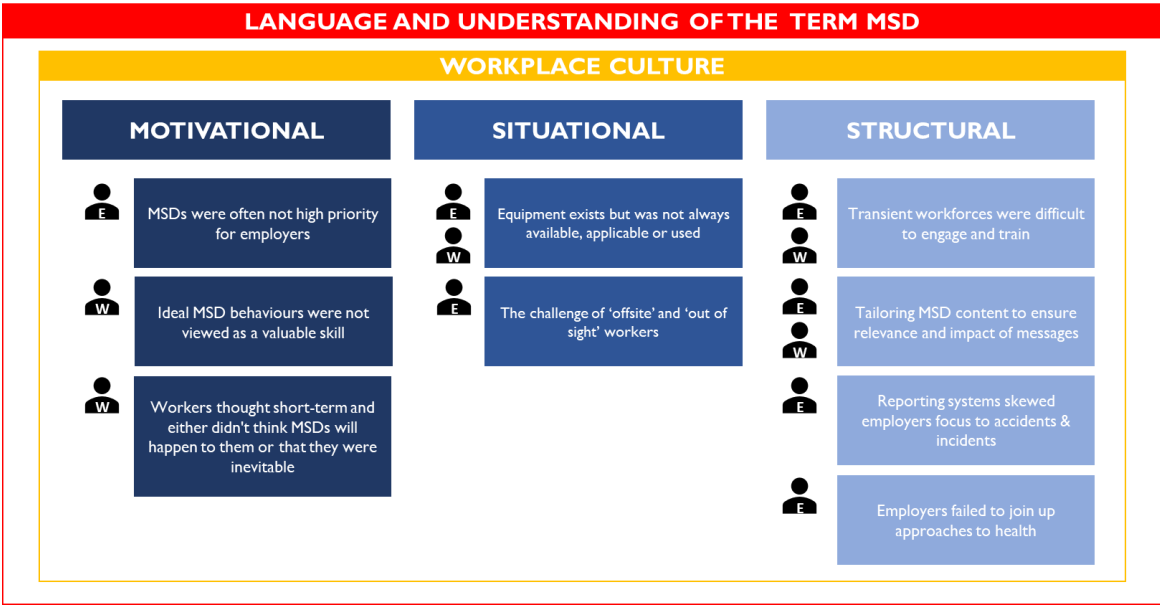 LANGUAGE AND UNDERSTANDING OF THE TERM MSD
WORKPLACE CULTURE
MOTIVATIONAL
E
MSDs were often not high priority
for employers
W
Ideal MSD behaviours were not
viewed as a valuable skill
W
Workers thought short-term and
either didn't think MSDs will
happen to them or that they were
inevitable
SITUATIONAL
E
W
Equipment exists but was not always
available, applicable or used
E
The challenge of 'offsite' and 'out of
sight' workers
STRUCTURAL
E
W
Transient workforces were difficult
to engage and train
E
W
Tailoring MSD content to ensure
relevance and impact of messages
E
Reporting systems skewed
employers focus to accidents &
incidents
E
Employers failed to join up
approaches to health